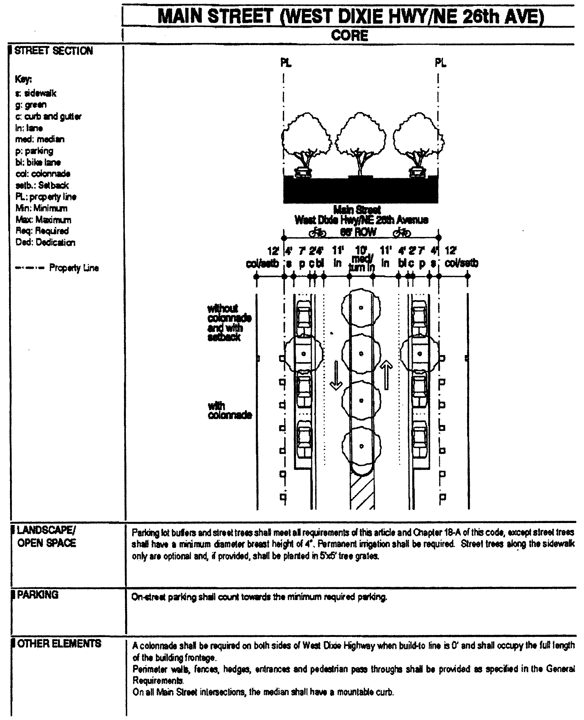 MAIN STREET (WEST DIXIE HWY/NE 26th AVE)
CORE
STREET SECTION
Key:
s: sidewalk
g: green
c: curb and gutter
ln: lane
med: median
p: parking
bl: bike lane
col: colonnade
setb.: Setback
PL: property line
Min: Minimum
Max: Maximum
Req: Required
Ded: Dedication
Property Line
PL PL
Main Street
West Dixie Hwy/NE 26th Avenue
66' ROW
12' 4' 7' 2' 4' 11' 10' 11' 4' 2' 7' 4' 12'
col/setb s p c bl ln med/ turn ln ln bl c p s col/setb
without
colonnade
and with
setback
with
colonnade
LANDSCAPE/
OPEN SPACE
Parking lot buffers and street trees shall meet all requirements of this article and Chapter 18-A of this code, except street trees
shall have a minimum diameter breast height of 4". Permanent irrigation shall be required. Street trees along the sidewalk
only are optional and, if provided, shall be planted in 5'x5' tree grates.
PARKING
On-street parking shall count towards the minimum required parking.
OTHER ELEMENTS
A colonnade shall be required on both sides of West Dixie Highway when build-to line is 0' and shall occupy the full length
of the building frontage.
Perimeter walls, fences, hedges, entrances and pedestrian pass throughs shall be provided as specified in the General
Requirements.
On all Main Street intersections, the median shall have a mountable curb.